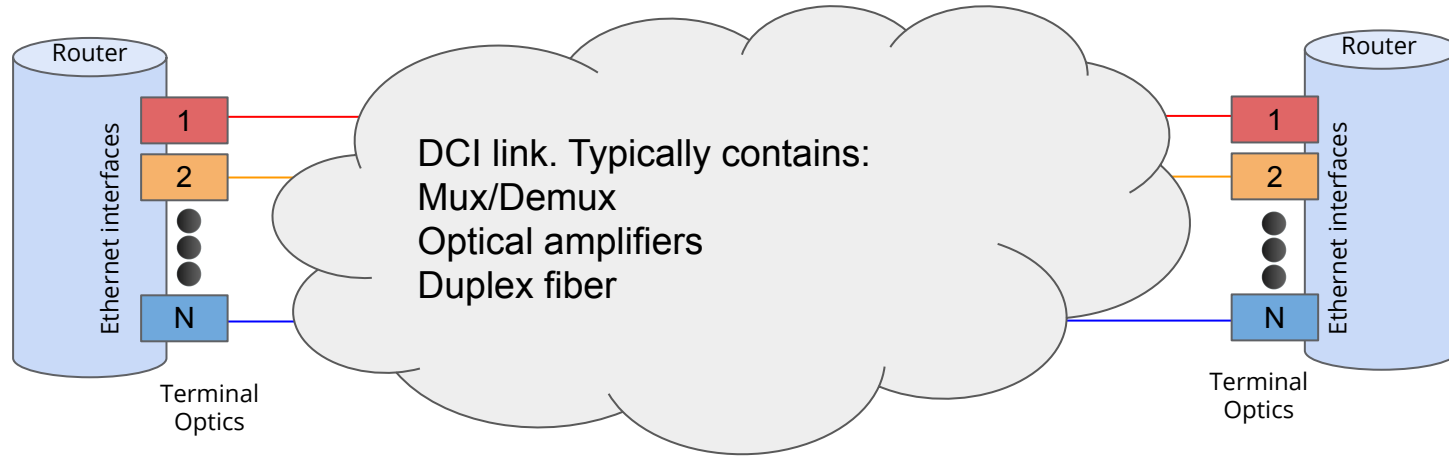 Router
Ethernet interfaces
1
2
N
Terminal
Optics
DCI link. Typically contains:
Mux/Demux
Optical amplifiers
Duplex fiber
Router
1
2
N
Ethernet interfaces
Terminal
Optics